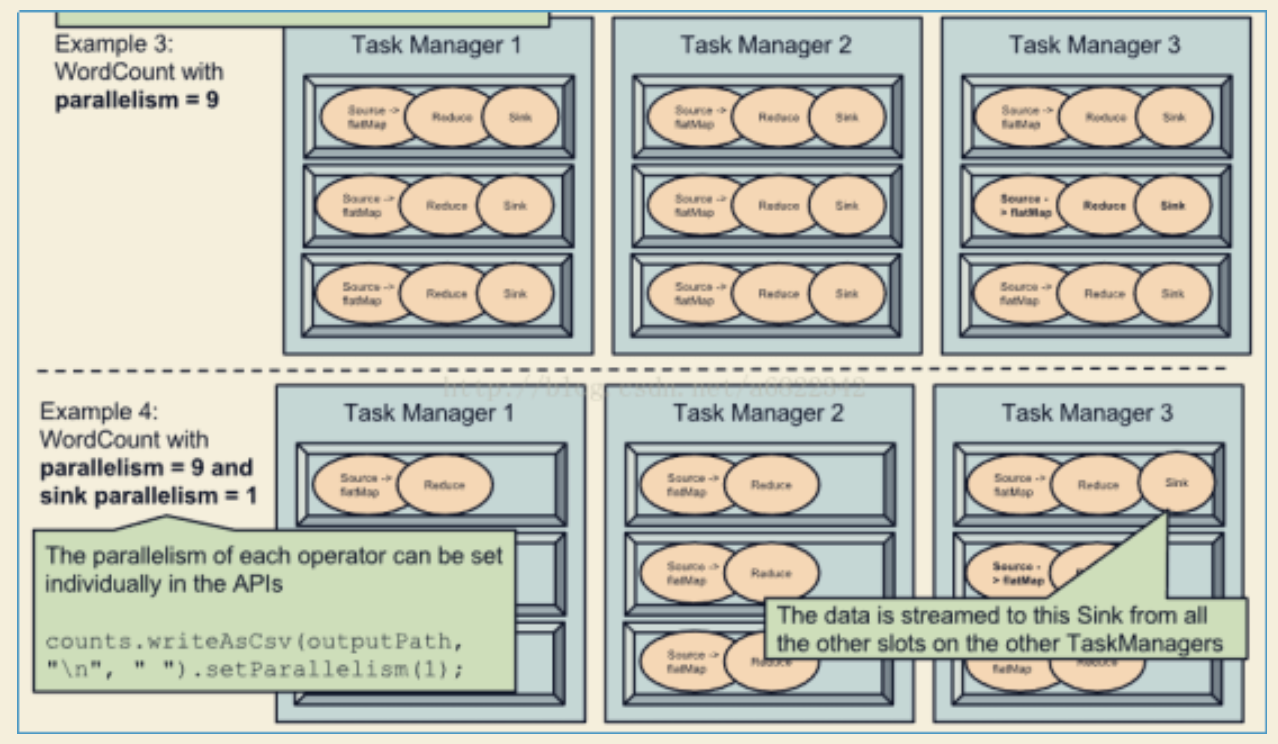 Example 3:
WordCount with
parallelism = 9
Task Manager 1
Source ->
flatMap
Reduce
Sink
Source ->
flatMap
Reduce
Sink
Source ->
flatMap
Reduce
Sink
Task Manager 2
Source ->
flatMap
Reduce
Sink
Source ->
flatMap
Reduce
Sink
Source ->
flatMap
Reduce
Sink
Task Manager 3
Source ->
flatMap
Reduce
Sink
Source -
> flatMap
Reduce
Sink
Source ->
flatMap
Reduce
Sink
http://blog.csdn.net/a6822342
Example 4:
WordCount with
parallelism = 9 and
sink parallelism = 1
The parallelism of each operator can be set
individually in the APIs
counts.writeAsCsv(outputPath,
"\n", " ").setParallelism(1);
Task Manager 1
Source ->
flatMap
Reduce
Task Manager 2
Source ->
flatMap
Reduce
Source ->
flatMap
Reduce
Source ->
flatMap
Reduce
Task Manager 3
Source ->
flatMap
Reduce
Sink
Source -
> flatMap
The data is streamed to this Sink from all
the other slots on the other TaskManagers
flatMap
Reduce